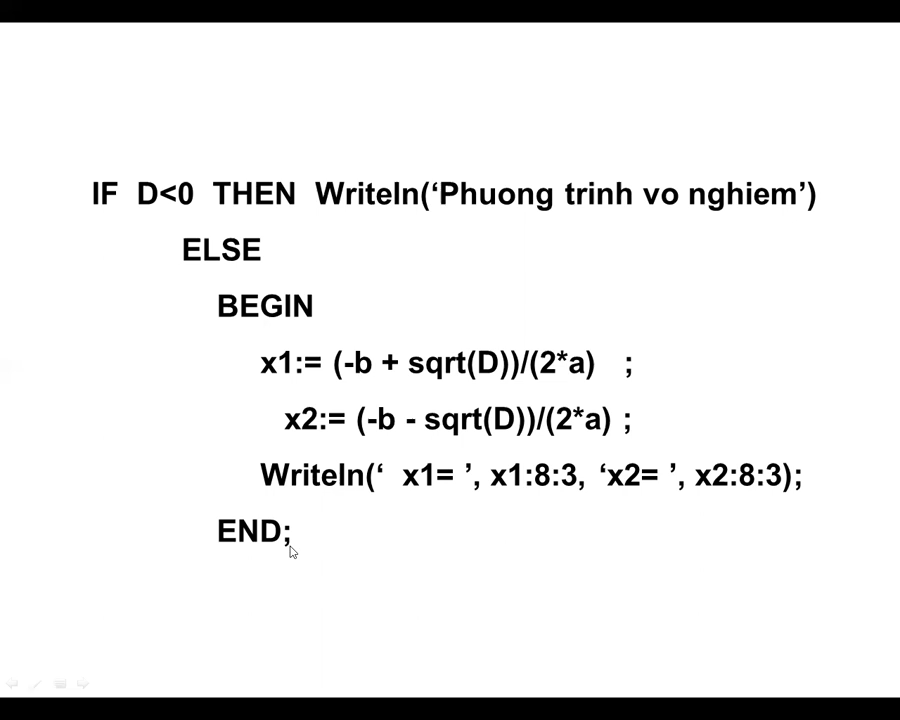 IF D<0 THEN Writeln(‘Phuong trinh vo nghiem’)
ELSE
BEGIN
x1:= (-b + sqrt(D))/(2*a) ;
x2:= (-b - sqrt(D))/(2*a) ;
Writeln(‘ x1= ’, x1:8:3, ‘x2= ’, x2:8:3);
END;